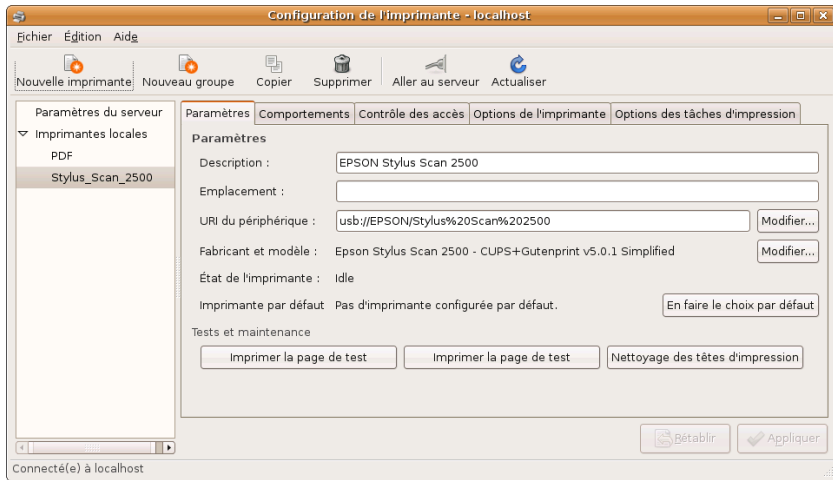 Configuration de l'imprimante - localhost
Fichier Édition Aide
Nouvelle imprimante Nouveau groupe Copier Supprimer Aller au serveur Actualiser
Paramètres du serveur
Imprimantes locales
PDF
Stylus_Scan_2500
Paramètres Comportements Contrôle des accès Options de l'imprimante Options des tâches d'impression
Paramètres
Description : EPSON Stylus Scan 2500
Emplacement :
URI du périphérique : usb://EPSON/Stylus%20Scan%202500 Modifier...
Fabricant et modèle : Epson Stylus Scan 2500 - CUPS+Gutenprint v5.0.1 Simplified Modifier...
État de l'imprimante : Idle
Imprimante par défaut Pas d'imprimante configurée par défaut. En faire le choix par défaut
Tests et maintenance
Imprimer la page de test Imprimer la page de test Nettoyage des têtes d'impression
Rétablir Appliquer
Connecté(e) à localhost